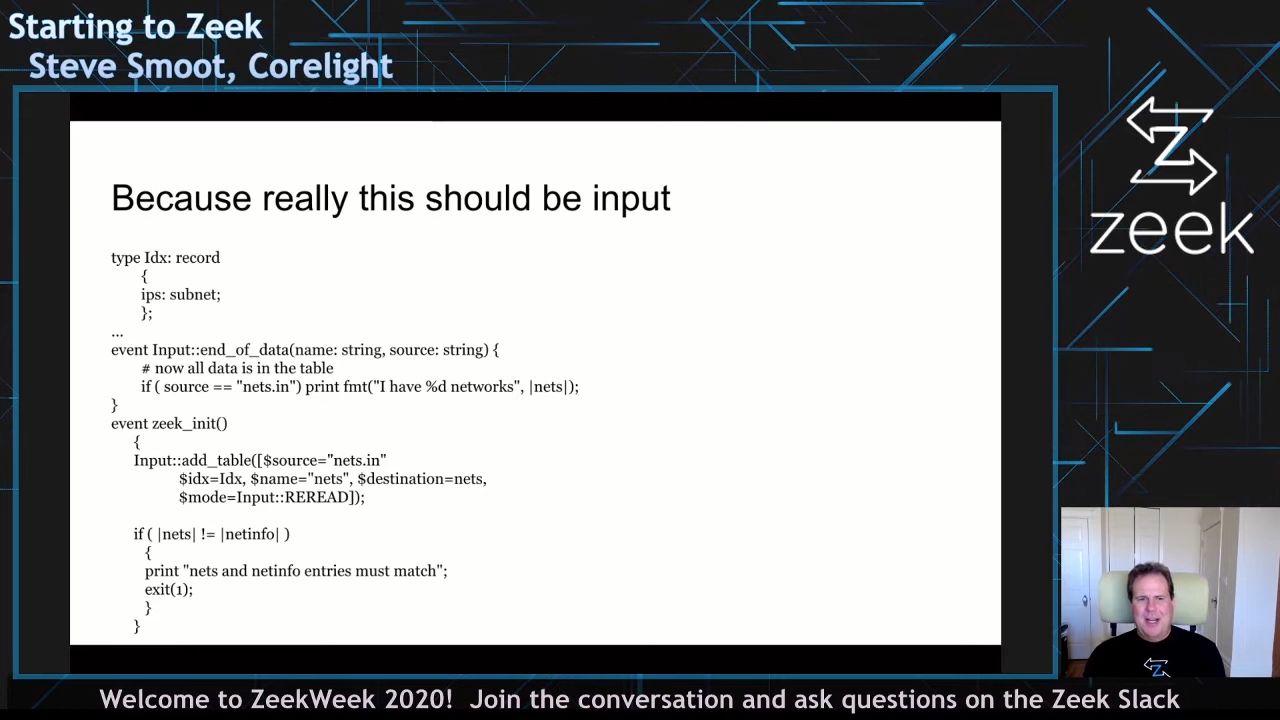 Starting to Zeek
Steve Smoot, Corelight
Because really this should be input
type Idx: record
{
ips: subnet;
};
...
event Input::end_of_data(name: string, source: string) {
# now all data is in the table
if ( source == "nets.in") print fmt("I have %d networks", |nets|);
}
event zeek_init()
{
Input::add_table([$source="nets.in"
$idx=Idx, $name="nets", $destination=nets,
$mode=Input::REREAD]);
if ( |nets| != |netinfo| )
{
print "nets and netinfo entries must match";
exit(1);
}
}
zeek
Welcome to ZeekWeek 2020! Join the conversation and ask questions on the Zeek Slack